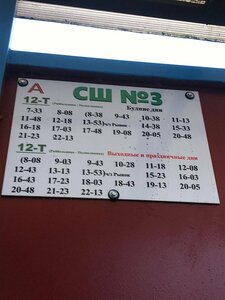 А СШ №3
12-Т Будние дни
7-33 8-08 (8-38 9-43 10-38 11-13
11-48 12-18 13-53) ч/з Рынок 14-38 15-33
16-18 17-03 17-48 19-08 20-05 20-48
21-23 22-13
12-Т Выходные и праздничные дни
(8-08 9-03 9-43 10-28 11-18 12-08
12-43 13-13 13-53) ч/з Рынок 15-23 16-03
16-43 17-23 18-03 18-43 19-13 20-05
20-48 21-23 22-13